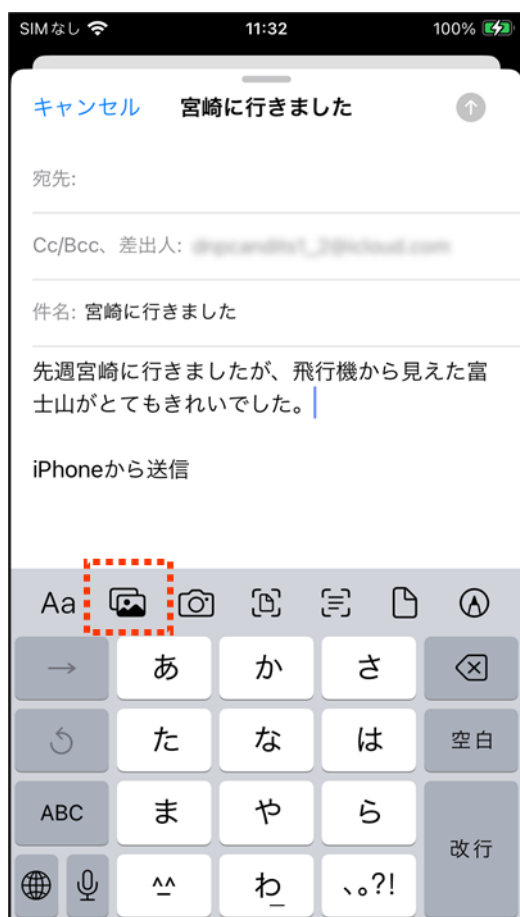 SIMなし 11:32 100%
キャンセル 宮崎に行きました
宛先:
Cc/Bcc、差出人:
件名: 宮崎に行きました
先週宮崎に行きましたが、飛行機から見えた富
士山がとてもきれいでした。
iPhoneから送信
Aa
→ あ か さ
た な は 空白
ABC ま や ら
改行
^^ わ 、。?!